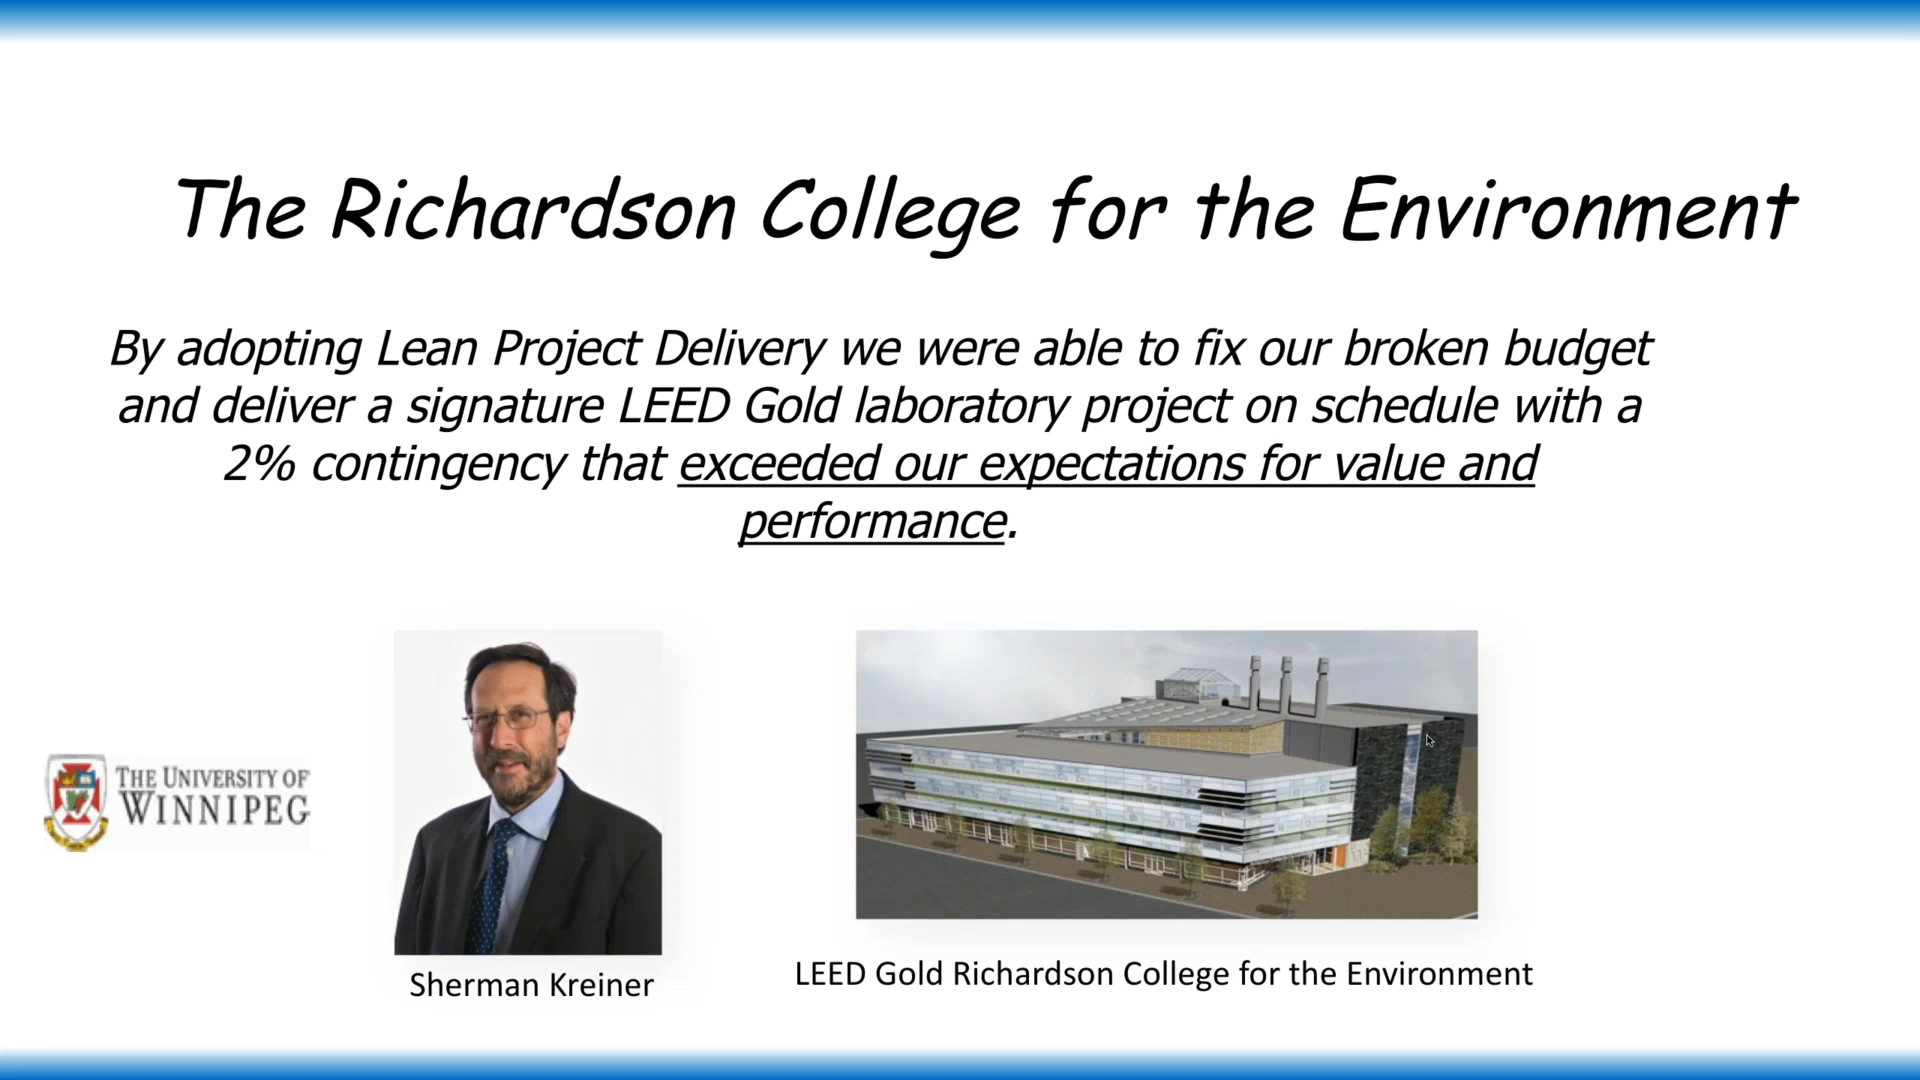 The Richardson College for the Environment
By adopting Lean Project Delivery we were able to fix our broken budget
and deliver a signature LEED Gold laboratory project on schedule with a
2% contingency that exceeded our expectations for value and
performance.
THE UNIVERSITY OF
WINNIPEG
Sherman Kreiner
LEED Gold Richardson College for the Environment